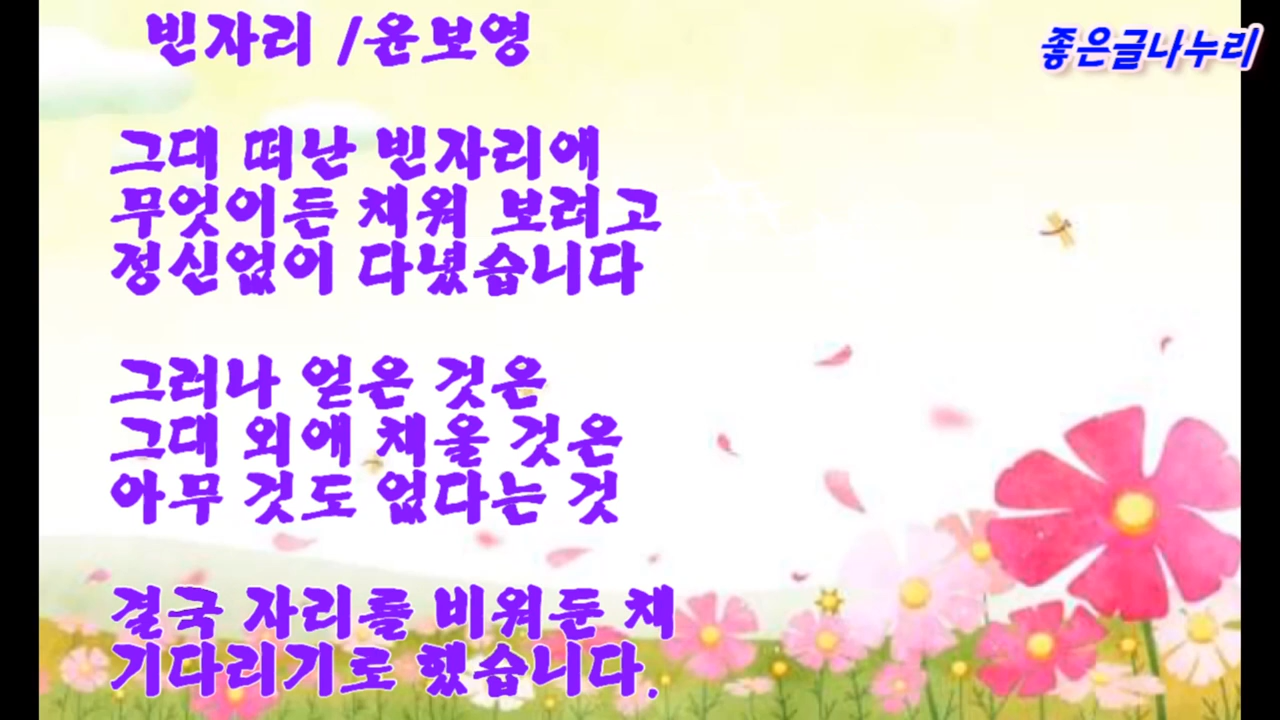 빈자리 /윤보영
좋은글나누리
그대 떠난 빈자리에
무엇이든 채워 보려고
정신없이 다녔습니다
그러나 얻은 것은
그대 외에 채울 것은
아무 것도 없다는 것
결국 자리를 비워둔 채
기다리기로 했습니다.